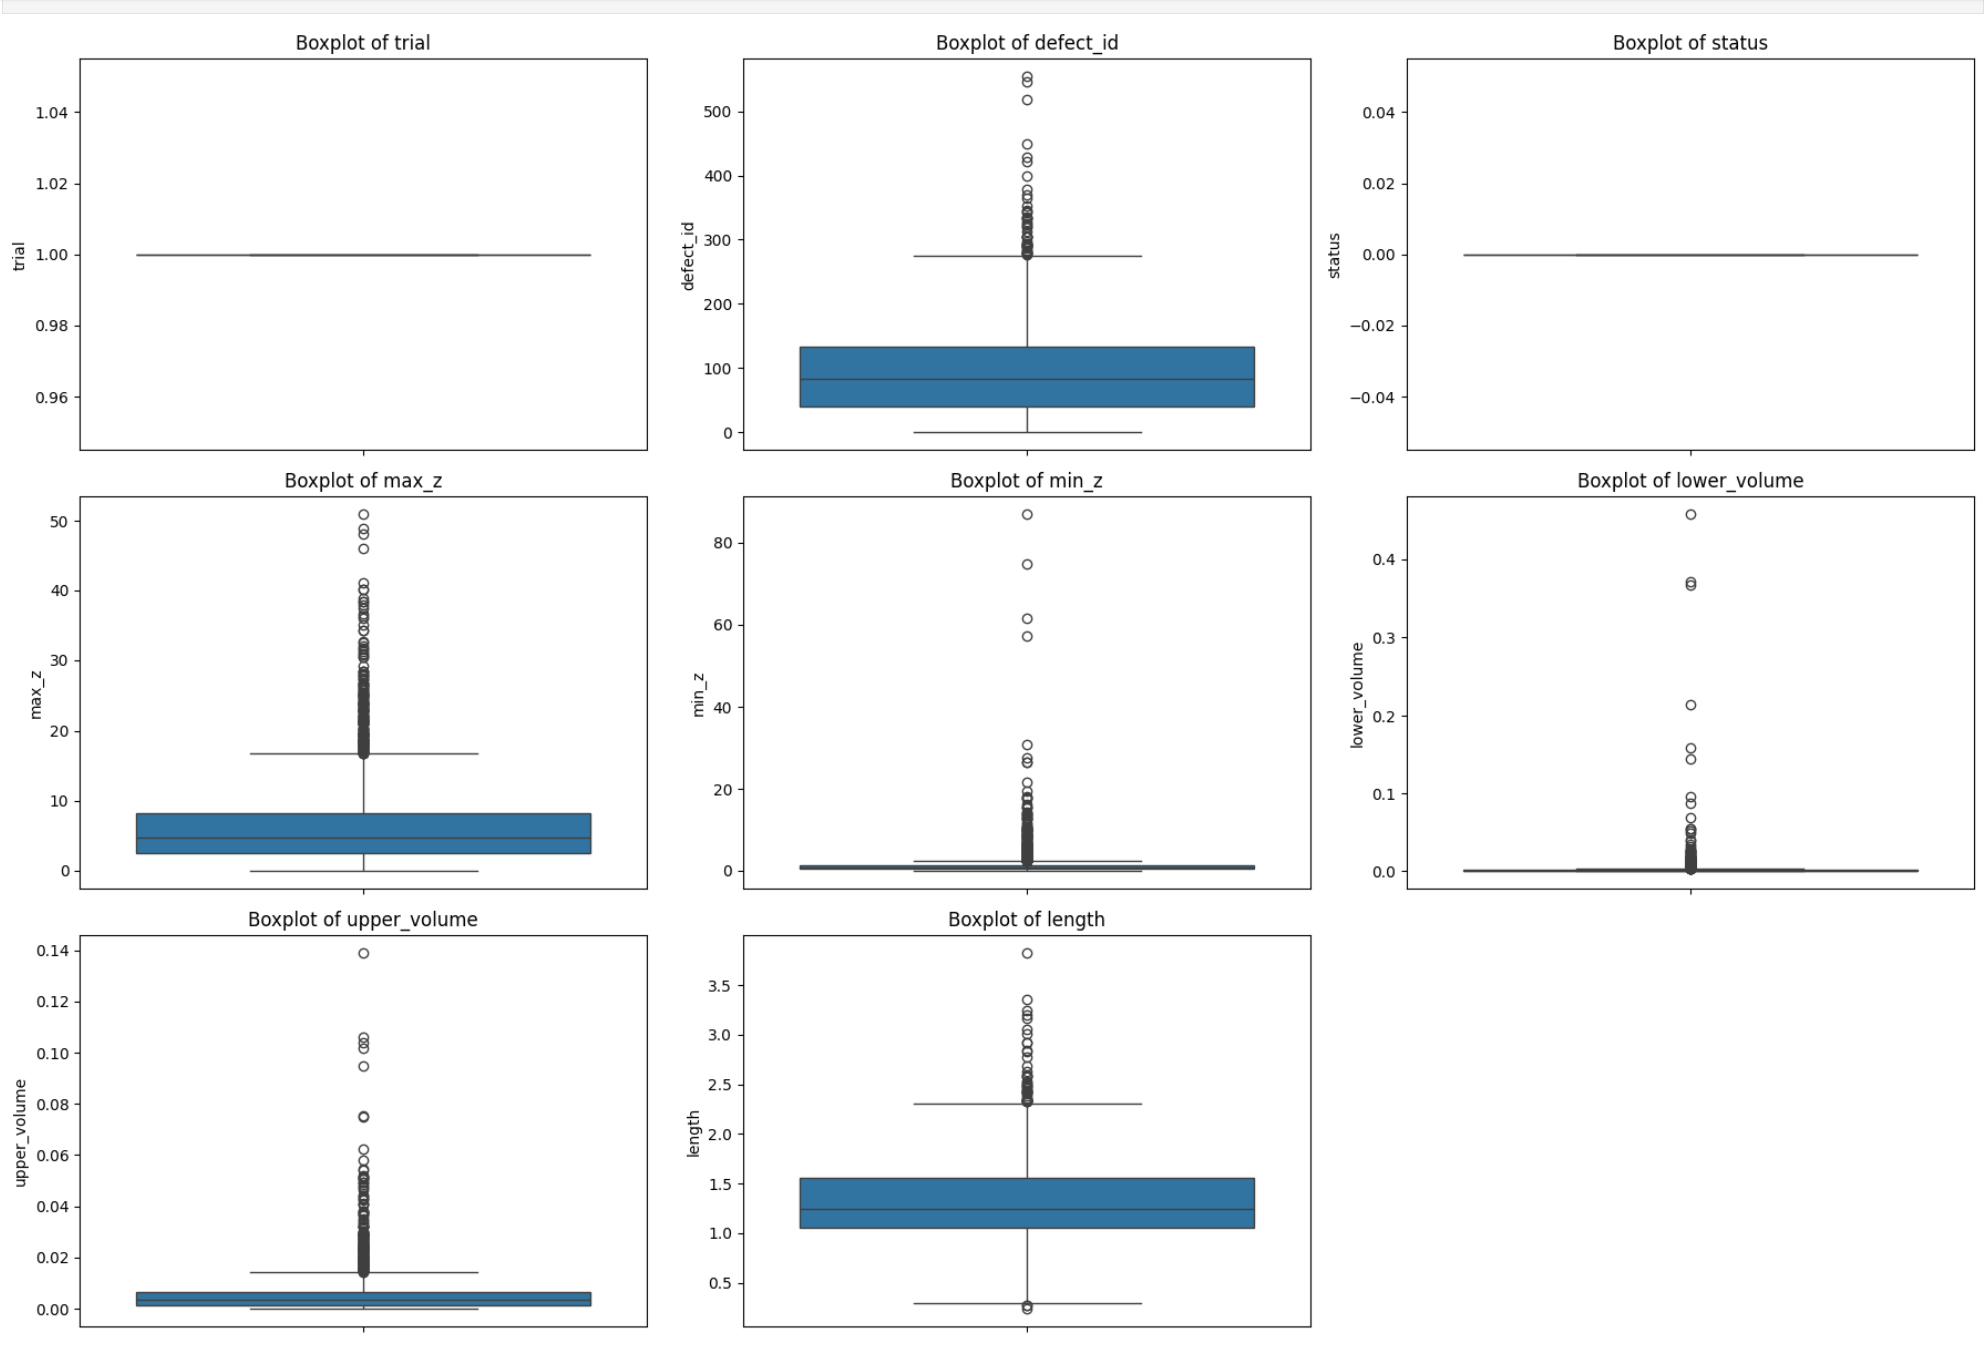 Boxplot of trial
1.04
1.02
1.00
0.98
0.96
trial
Boxplot of defect_id
500
400
300
200
100
0
defect_id
Boxplot of status
0.04
0.02
0.00
−0.02
−0.04
status
Boxplot of max_z
50
40
30
20
10
0
max_z
Boxplot of min_z
80
60
40
20
0
min_z
Boxplot of lower_volume
0.4
0.3
0.2
0.1
0.0
lower_volume
Boxplot of upper_volume
0.14
0.12
0.10
0.08
0.06
0.04
0.02
0.00
upper_volume
Boxplot of length
3.5
3.0
2.5
2.0
1.5
1.0
0.5
length